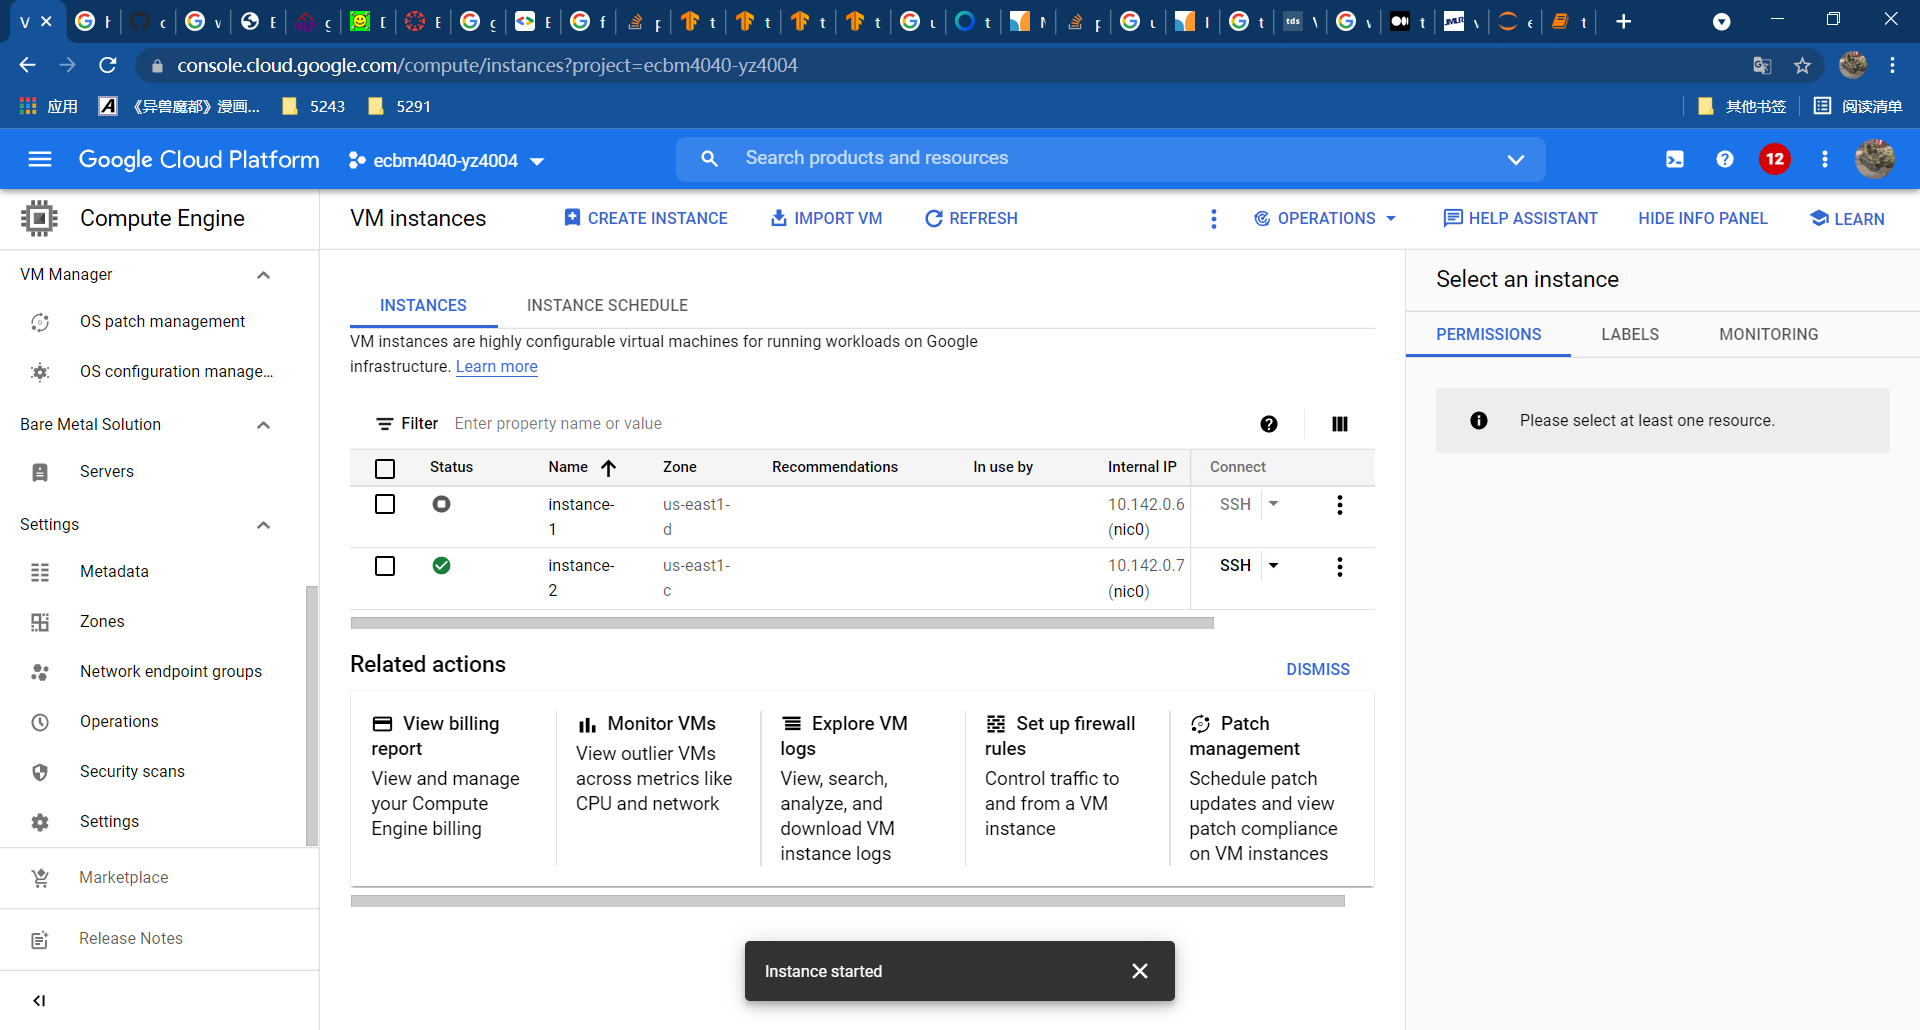 console.cloud.google.com/compute/instances?project=ecbm4040-yz4004
应用
《异兽魔都》漫画...
5243
5291
其他书签
阅读清单
Google Cloud Platform
ecbm4040-yz4004
Search products and resources
12
Compute Engine
VM instances
CREATE INSTANCE
IMPORT VM
REFRESH
OPERATIONS
HELP ASSISTANT
HIDE INFO PANEL
LEARN
VM Manager
OS patch management
OS configuration manage...
Bare Metal Solution
Servers
Settings
Metadata
Zones
Network endpoint groups
Operations
Security scans
Settings
Marketplace
Release Notes
INSTANCES
INSTANCE SCHEDULE
VM instances are highly configurable virtual machines for running workloads on Google
infrastructure. Learn more
Filter
Enter property name or value
Status
Name
Zone
Recommendations
In use by
Internal IP
Connect
instance-
1
us-east1-
d
10.142.0.6
(nic0)
SSH
instance-
2
us-east1-
c
10.142.0.7
(nic0)
SSH
Related actions
DISMISS
View billing
report
View and manage
your Compute
Engine billing
Monitor VMs
View outlier VMs
across metrics like
CPU and network
Explore VM
logs
View, search,
analyze, and
download VM
instance logs
Set up firewall
rules
Control traffic to
and from a VM
instance
Patch
management
Schedule patch
updates and view
patch compliance
on VM instances
Select an instance
PERMISSIONS
LABELS
MONITORING
Please select at least one resource.
Instance started